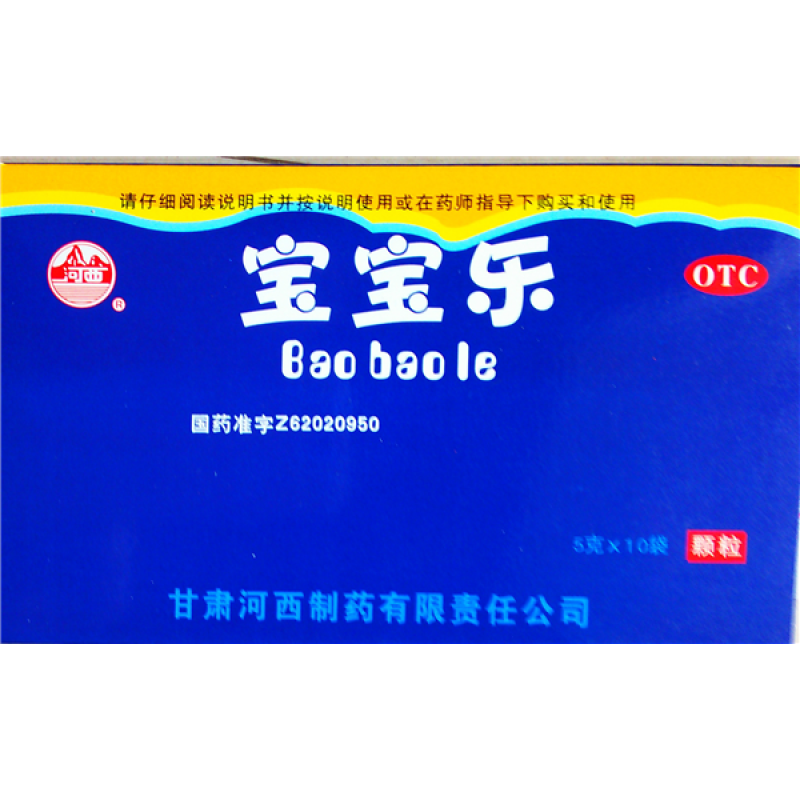 请仔细阅读说明书并按说明使用或在药师指导下购买和使用
河西
®
宝宝乐
OTC
Bao bao le
国药准字Z62020950
5克×10袋
颗粒
甘肃河西制药有限责任公司